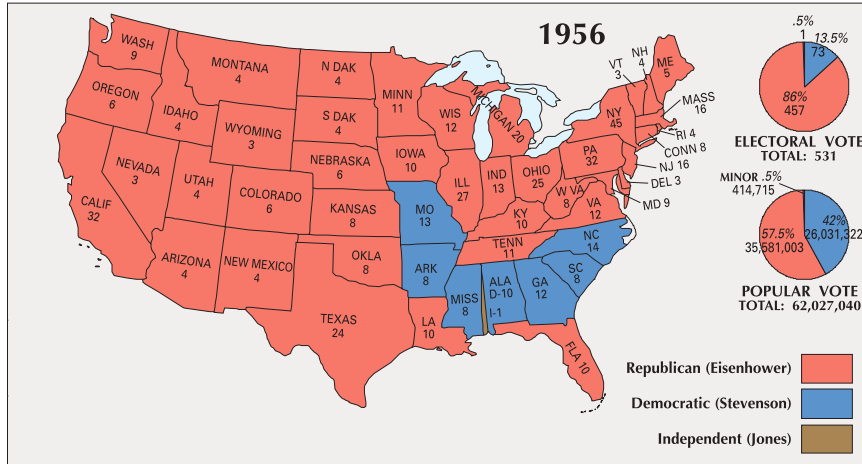 1956
WASH
9
OREGON
6
CALIF
32
NEVADA
3
IDAHO
4
MONTANA
4
WYOMING
3
UTAH
4
ARIZONA
4
COLORADO
6
NEW MEXICO
4
N DAK
4
S DAK
4
NEBRASKA
6
KANSAS
8
OKLA
8
TEXAS
24
MINN
11
IOWA
10
MO
13
ARK
8
LA
10
WIS
12
ILL
27
MICHIGAN 20
IND
13
OHIO
25
KY
10
TENN
11
MISS
8
ALA
D-10
I-1
GA
12
FLA 10
SC
8
NC
14
VA
12
W VA
8
PA
32
NY
45
VT
3
NH
4
ME
5
MASS
16
RI 4
CONN 8
NJ 16
DEL 3
MD 9
.5%
1
13.5%
73
86%
457
ELECTORAL VOTE
TOTAL: 531
MINOR .5%
414,715
42%
26,031,322
57.5%
35,581,003
POPULAR VOTE
TOTAL: 62,027,040
Republican (Eisenhower)
Democratic (Stevenson)
Independent (Jones)